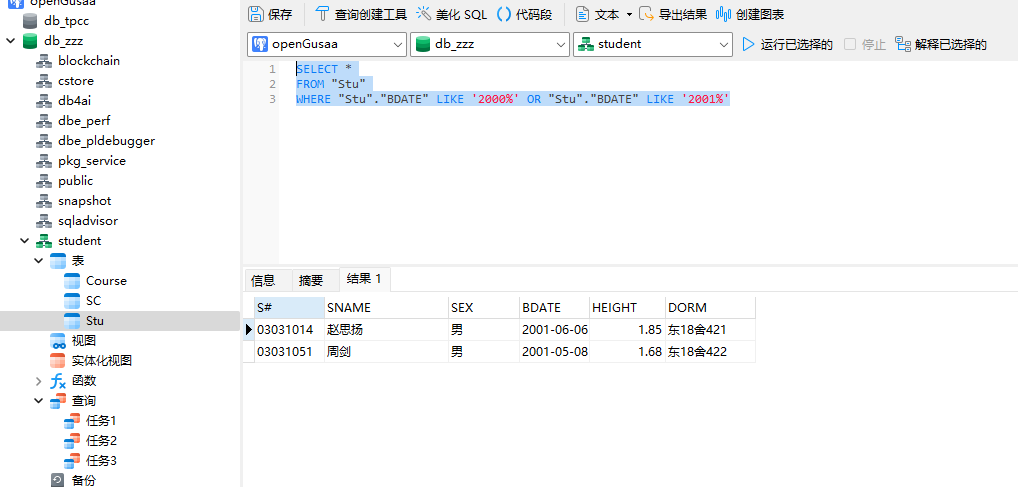 openGusaa
db_tpcc
db_zzz
blockchain
cstore
db4ai
dbe_perf
dbe_pldebugger
pkg_service
public
snapshot
sqladvisor
student
表
Course
SC
Stu
视图
实体化视图
函数
查询
任务1
任务2
任务3
备份
保存 查询创建工具 美化 SQL () 代码段 文本 导出结果 创建图表
openGusaa db_zzz student 运行已选择的 停止 解释已选择的
1 SELECT *
2 FROM "Stu"
3 WHERE "Stu"."BDATE" LIKE '2000%' OR "Stu"."BDATE" LIKE '2001%'
信息 摘要 结果 1
S# SNAME SEX BDATE HEIGHT DORM
03031014 赵思扬 男 2001-06-06 1.85 东18舍421
03031051 周剑 男 2001-05-08 1.68 东18舍422